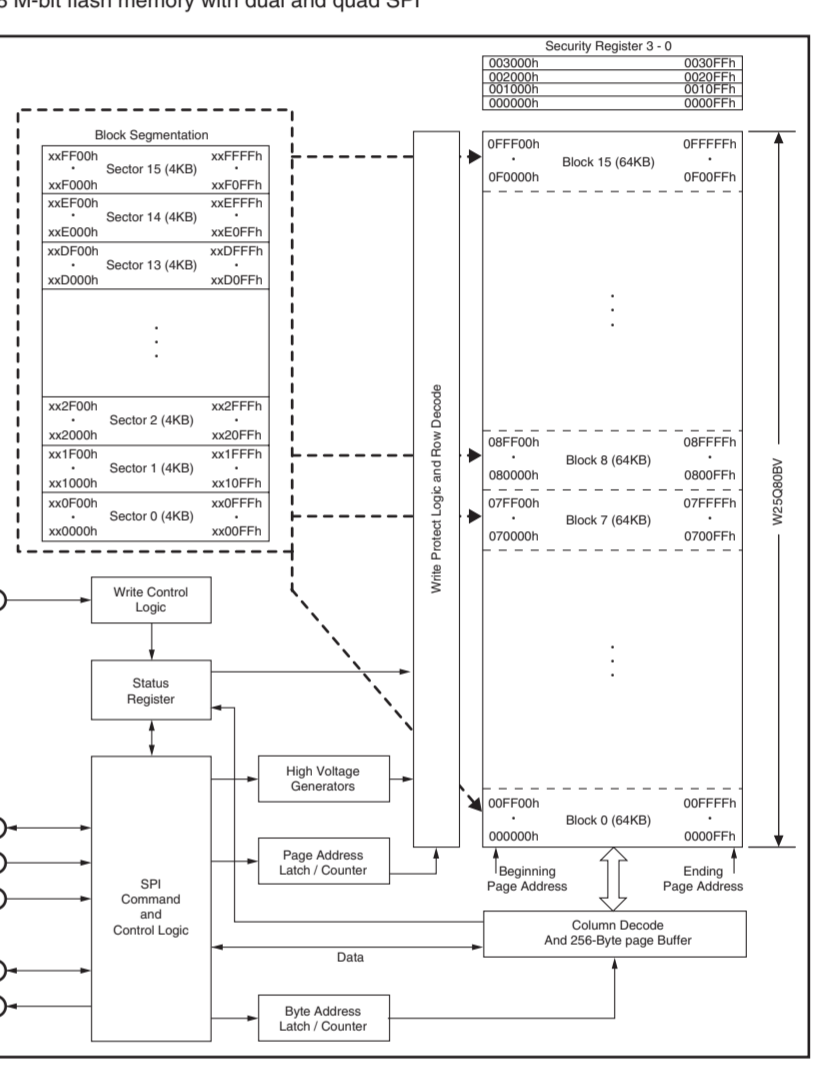 M-bit flash memory with dual and quad SPI
Security Register 3 - 0
003000h 0030FFh
002000h 0020FFh
001000h 0010FFh
000000h 0000FFh
Block Segmentation
xxFF00h xxFFFFh
· Sector 15 (4KB) ·
xxF000h xxF0FFh
xxEF00h xxEFFFh
· Sector 14 (4KB) ·
xxE000h xxE0FFh
xxDF00h xxDFFFh
· Sector 13 (4KB) ·
xxD000h xxD0FFh
xx2F00h xx2FFFh
· Sector 2 (4KB) ·
xx2000h xx20FFh
xx1F00h xx1FFFh
· Sector 1 (4KB) ·
xx1000h xx10FFh
xx0F00h xx0FFFh
· Sector 0 (4KB) ·
xx0000h xx00FFh
Write Protect Logic and Row Decode
0FFF00h 0FFFFFh
· Block 15 (64KB) ·
0F0000h 0F00FFh
08FF00h 08FFFFh
· Block 8 (64KB) ·
080000h 0800FFh
07FF00h 07FFFFh
· Block 7 (64KB) ·
070000h 0700FFh
00FF00h 00FFFFh
· Block 0 (64KB) ·
000000h 0000FFh
W25Q80BV
Beginning
Page Address
Ending
Page Address
Write Control
Logic
Status
Register
High Voltage
Generators
Page Address
Latch / Counter
SPI
Command
and
Control Logic
Column Decode
And 256-Byte page Buffer
Data
Byte Address
Latch / Counter